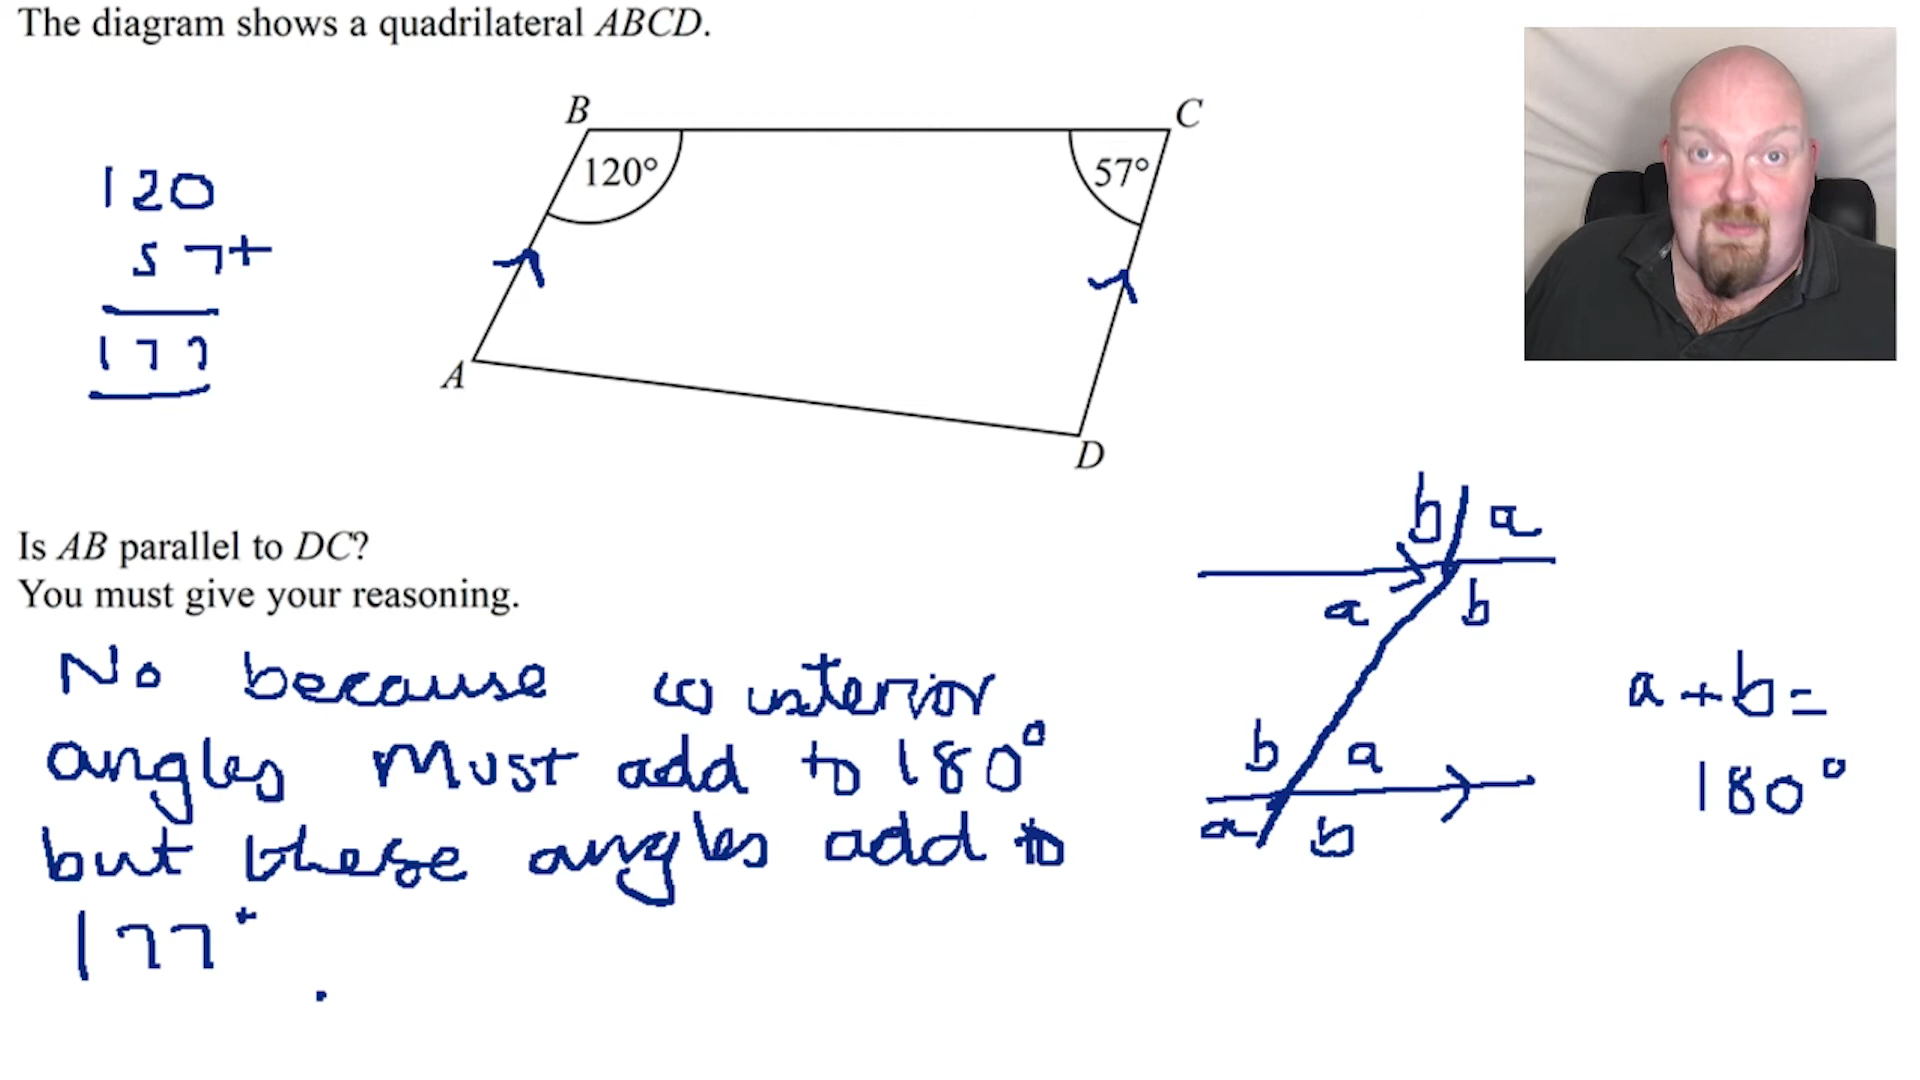 The diagram shows a quadrilateral ABCD.
B
C
120°
57°
120
57+
177
A
D
b
a
a
b
Is AB parallel to DC?
You must give your reasoning.
No because co interior
angles must add to 180°
but these angles add to
177°.
a + b =
180°
b
a
a
b